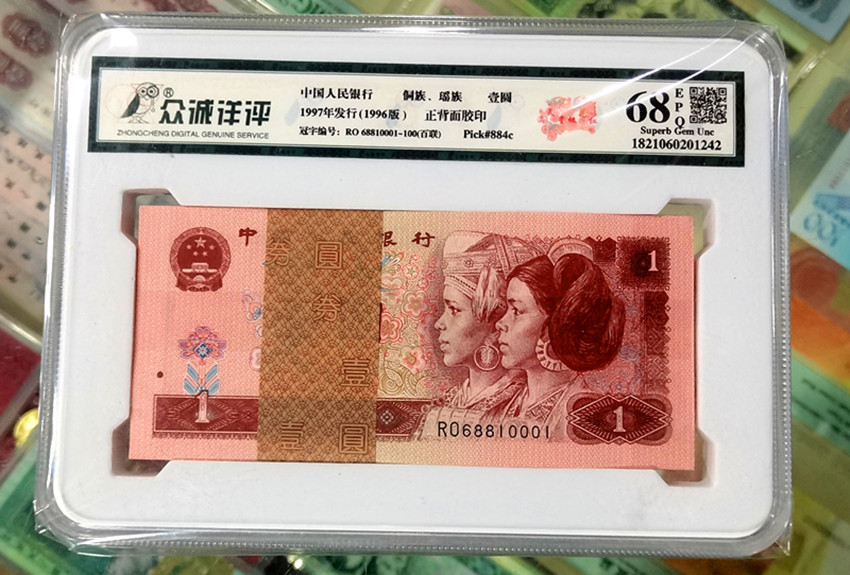 众诚详评®
ZHONGCHENG DIGITAL GENUINE SERVICE
中国人民银行 侗族、瑶族 壹圆
1997年发行(1996版) 正背面胶印
冠字编号: RO 68810001-100(百联) Pick#884c
68 EPQ
Superb Gem Unc
1821060201242
中 银行
券 圆
券
壹
壹 圆
1
1
1
RO68810001
100